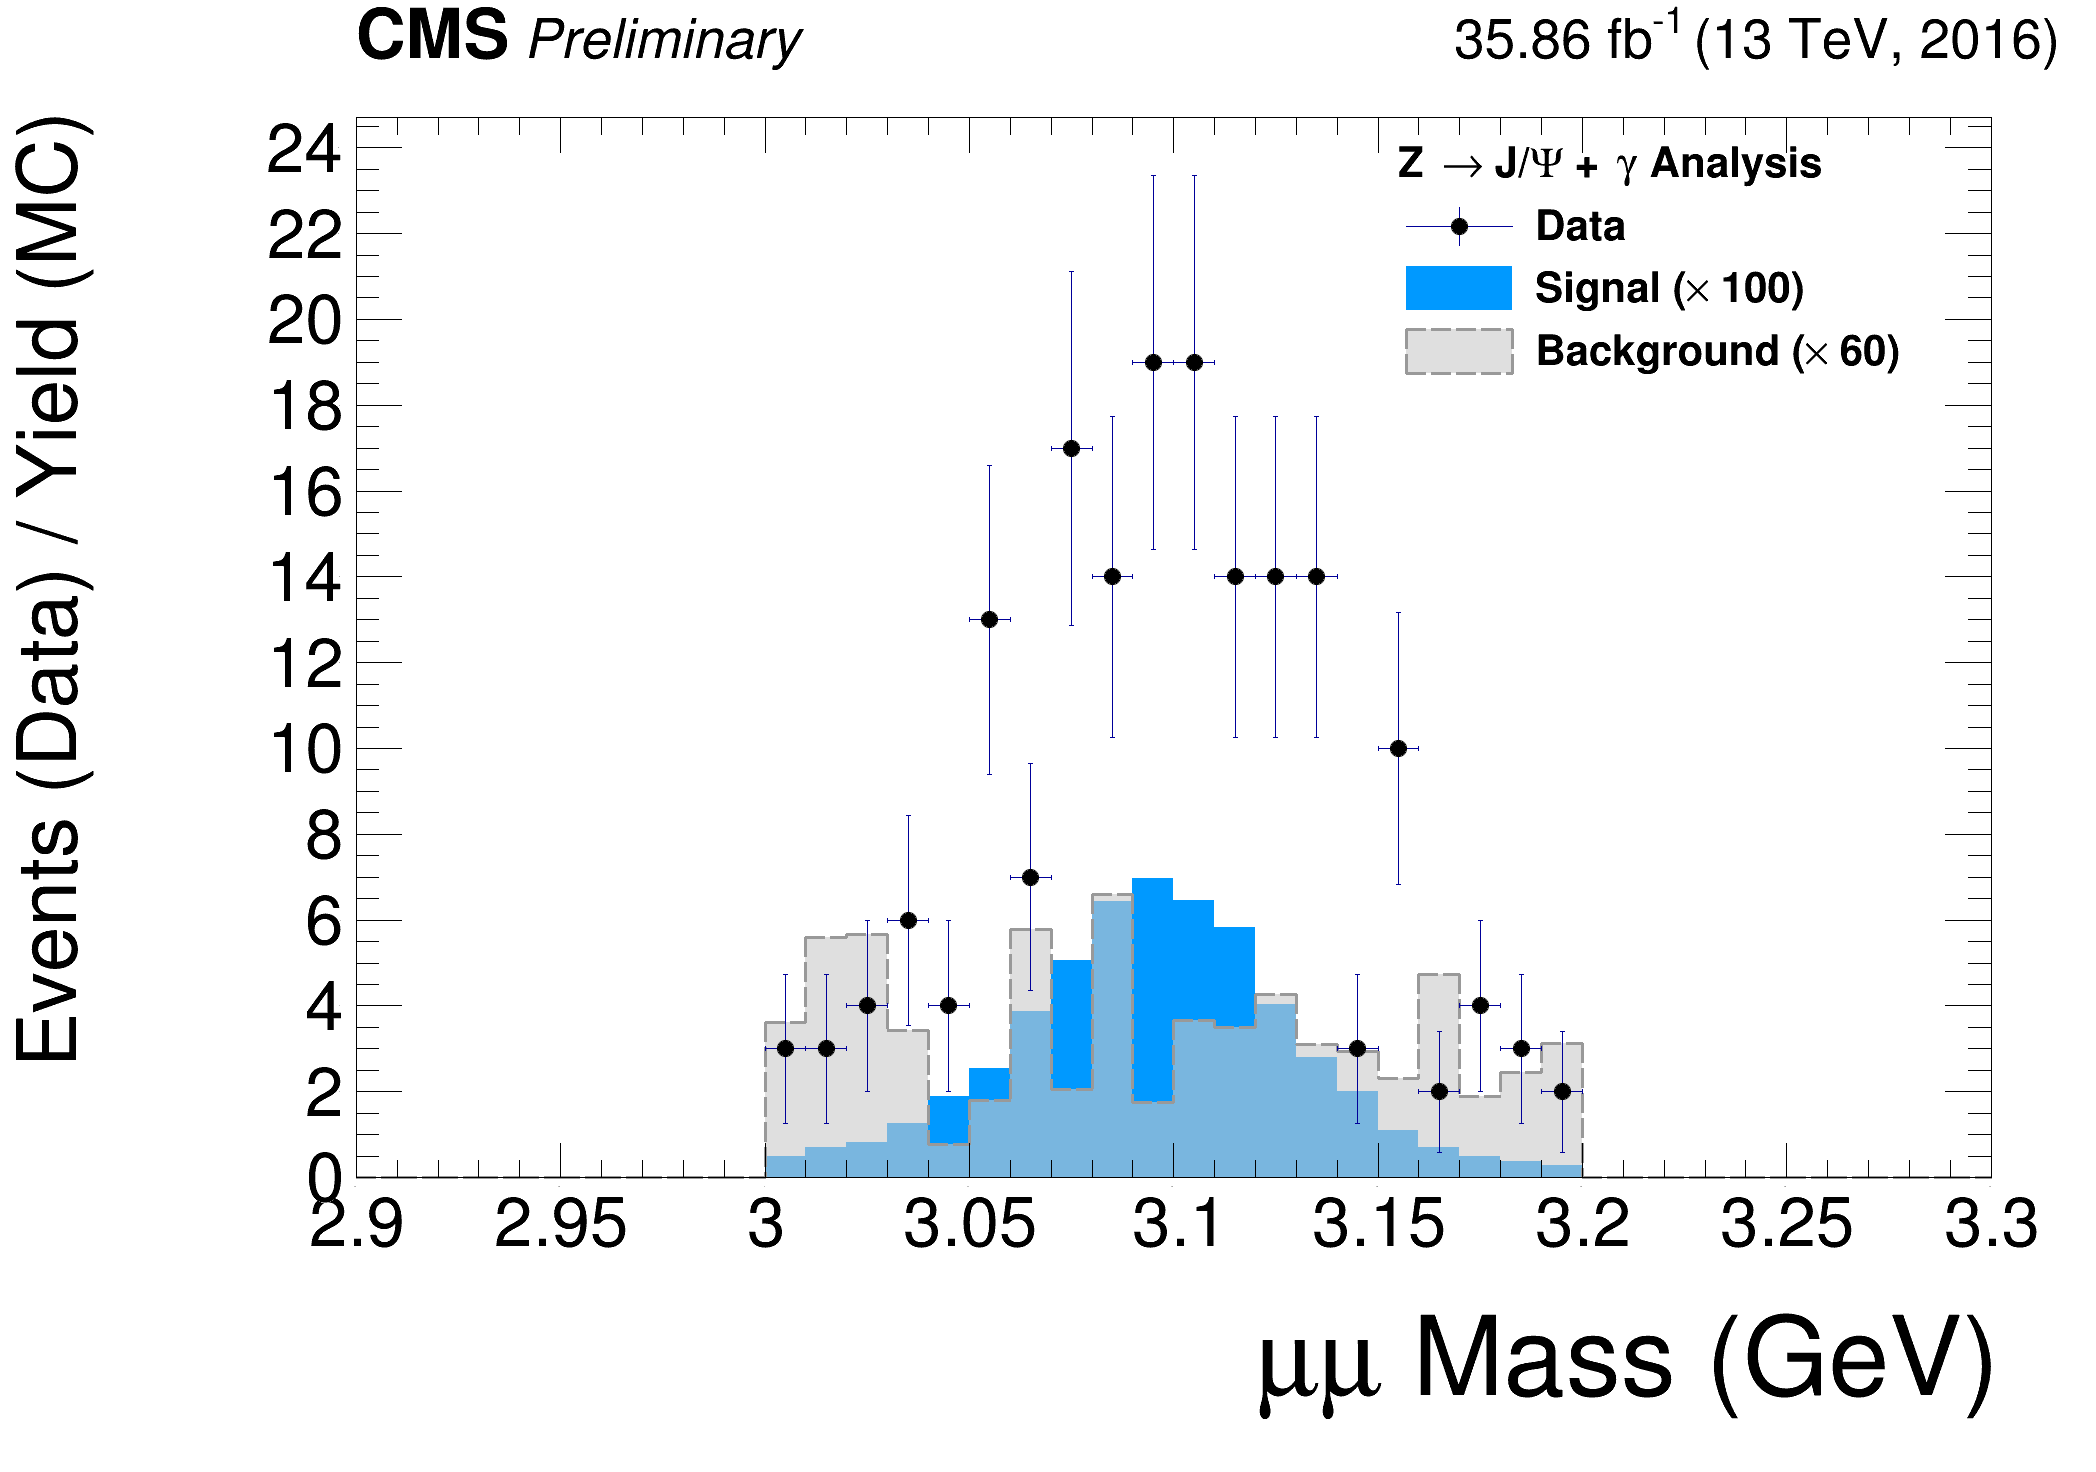 CMS Preliminary 35.86 fb⁻¹ (13 TeV, 2016)
Events (Data) / Yield (MC)
24
22
20
18
16
14
12
10
8
6
4
2
0
Z → J/Ψ + γ Analysis
Data
Signal (× 100)
Background (× 60)
2.9 2.95 3 3.05 3.1 3.15 3.2 3.25 3.3
μμ Mass (GeV)